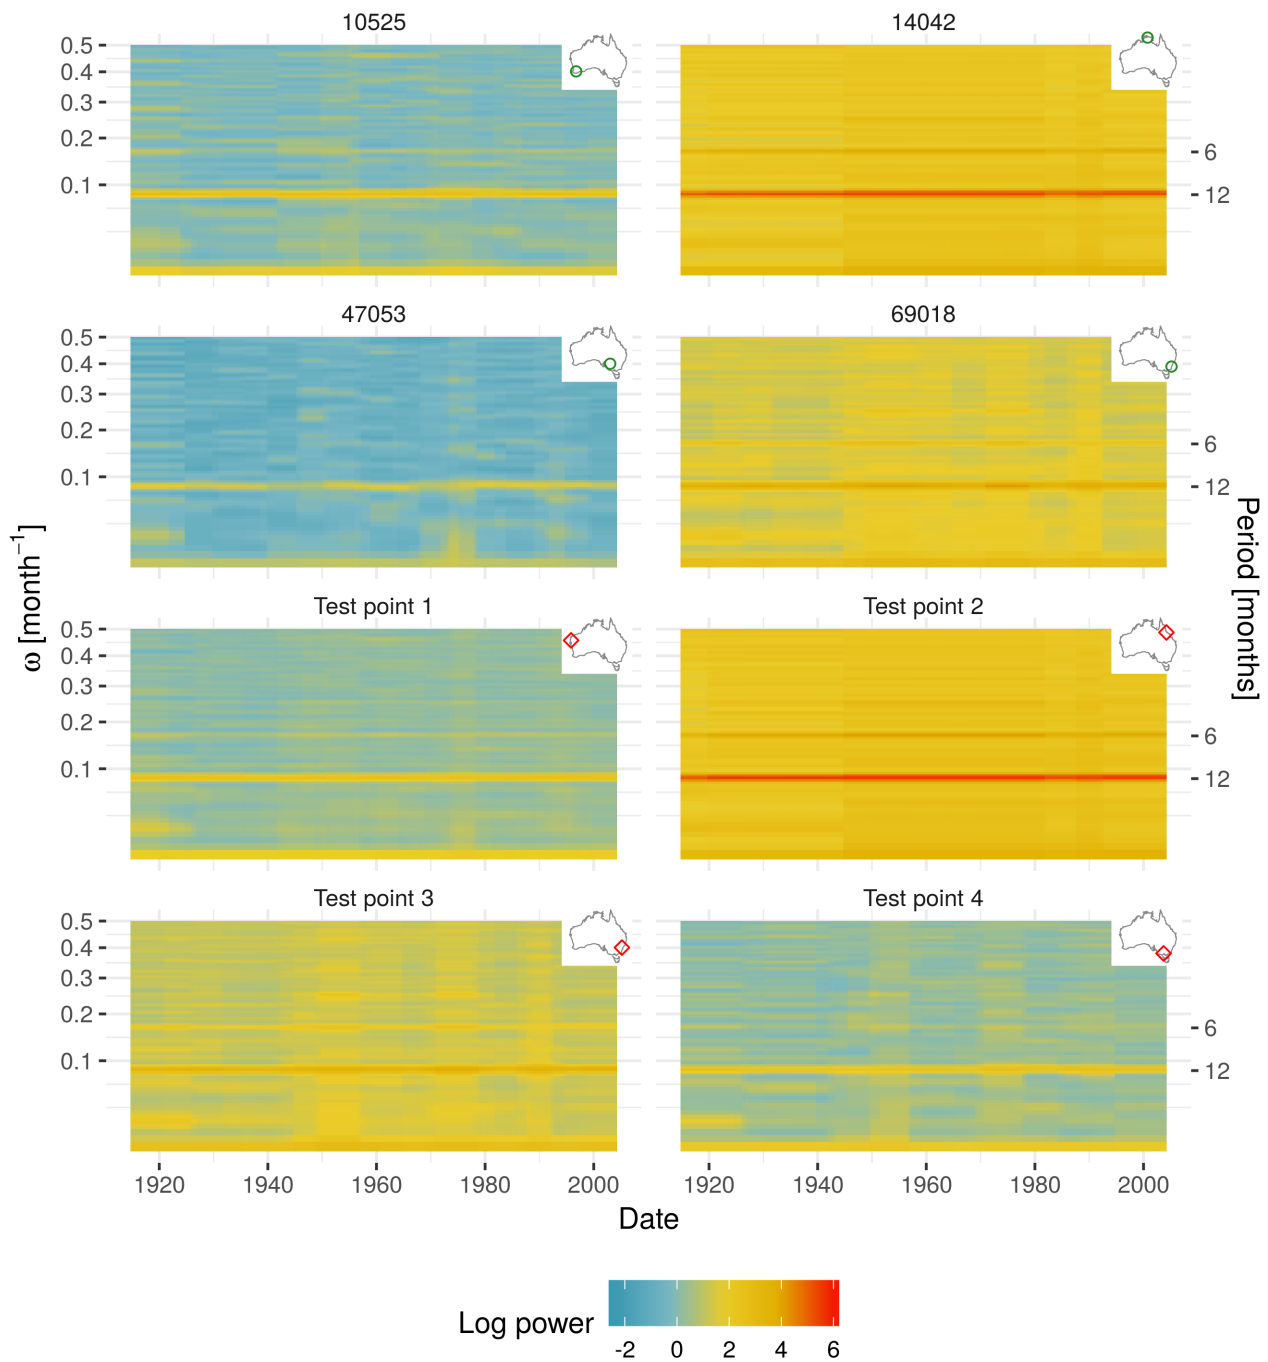 10525
14042
0.5
0.4
0.3
0.2
0.1
6
12
47053
69018
0.5
0.4
0.3
0.2
0.1
6
12
ω [month⁻¹]
Period [months]
Test point 1
Test point 2
0.5
0.4
0.3
0.2
0.1
6
12
Test point 3
Test point 4
0.5
0.4
0.3
0.2
0.1
6
12
1920 1940 1960 1980 2000
1920 1940 1960 1980 2000
Date
Log power
-2 0 2 4 6